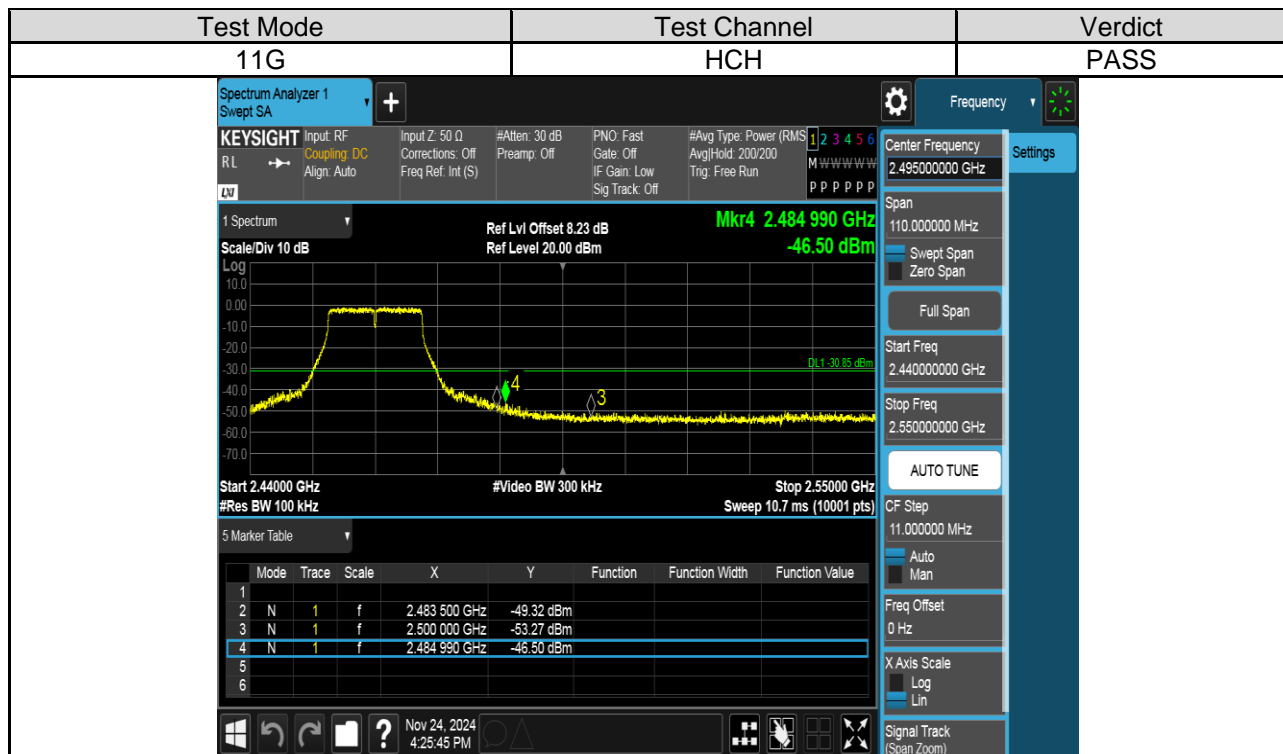 Test Mode Test Channel Verdict
11G HCH PASS
Spectrum Analyzer 1
Swept SA
+
Frequency
KEYSIGHT
RL
LXI
Input: RF
Coupling: DC
Align: Auto
Input Z: 50 Ω
Corrections: Off
Freq Ref: Int (S)
#Atten: 30 dB
Preamp: Off
PNO: Fast
Gate: Off
IF Gain: Low
Sig Track: Off
#Avg Type: Power (RMS
Avg|Hold: 200/200
Trig: Free Run
1 2 3 4 5 6
M W W W W W
P P P P P P
1 Spectrum
Scale/Div 10 dB
Ref Lvl Offset 8.23 dB
Ref Level 20.00 dBm
Mkr4 2.484 990 GHz
-46.50 dBm
Log
10.0
0.00
-10.0
-20.0
-30.0
-40.0
-50.0
-60.0
-70.0
DL1 -30.85 dBm
4
3
Start 2.44000 GHz
#Res BW 100 kHz
#Video BW 300 kHz
Stop 2.55000 GHz
Sweep 10.7 ms (10001 pts)
5 Marker Table
Mode Trace Scale X Y Function Function Width Function Value
1
2 N 1 f 2.483 500 GHz -49.32 dBm
3 N 1 f 2.500 000 GHz -53.27 dBm
4 N 1 f 2.484 990 GHz -46.50 dBm
5
6
?
Nov 24, 2024
4:25:45 PM
Center Frequency
2.495000000 GHz
Settings
Span
110.000000 MHz
Swept Span
Zero Span
Full Span
Start Freq
2.440000000 GHz
Stop Freq
2.550000000 GHz
AUTO TUNE
CF Step
11.000000 MHz
Auto
Man
Freq Offset
0 Hz
X Axis Scale
Log
Lin
Signal Track
(Span Zoom)